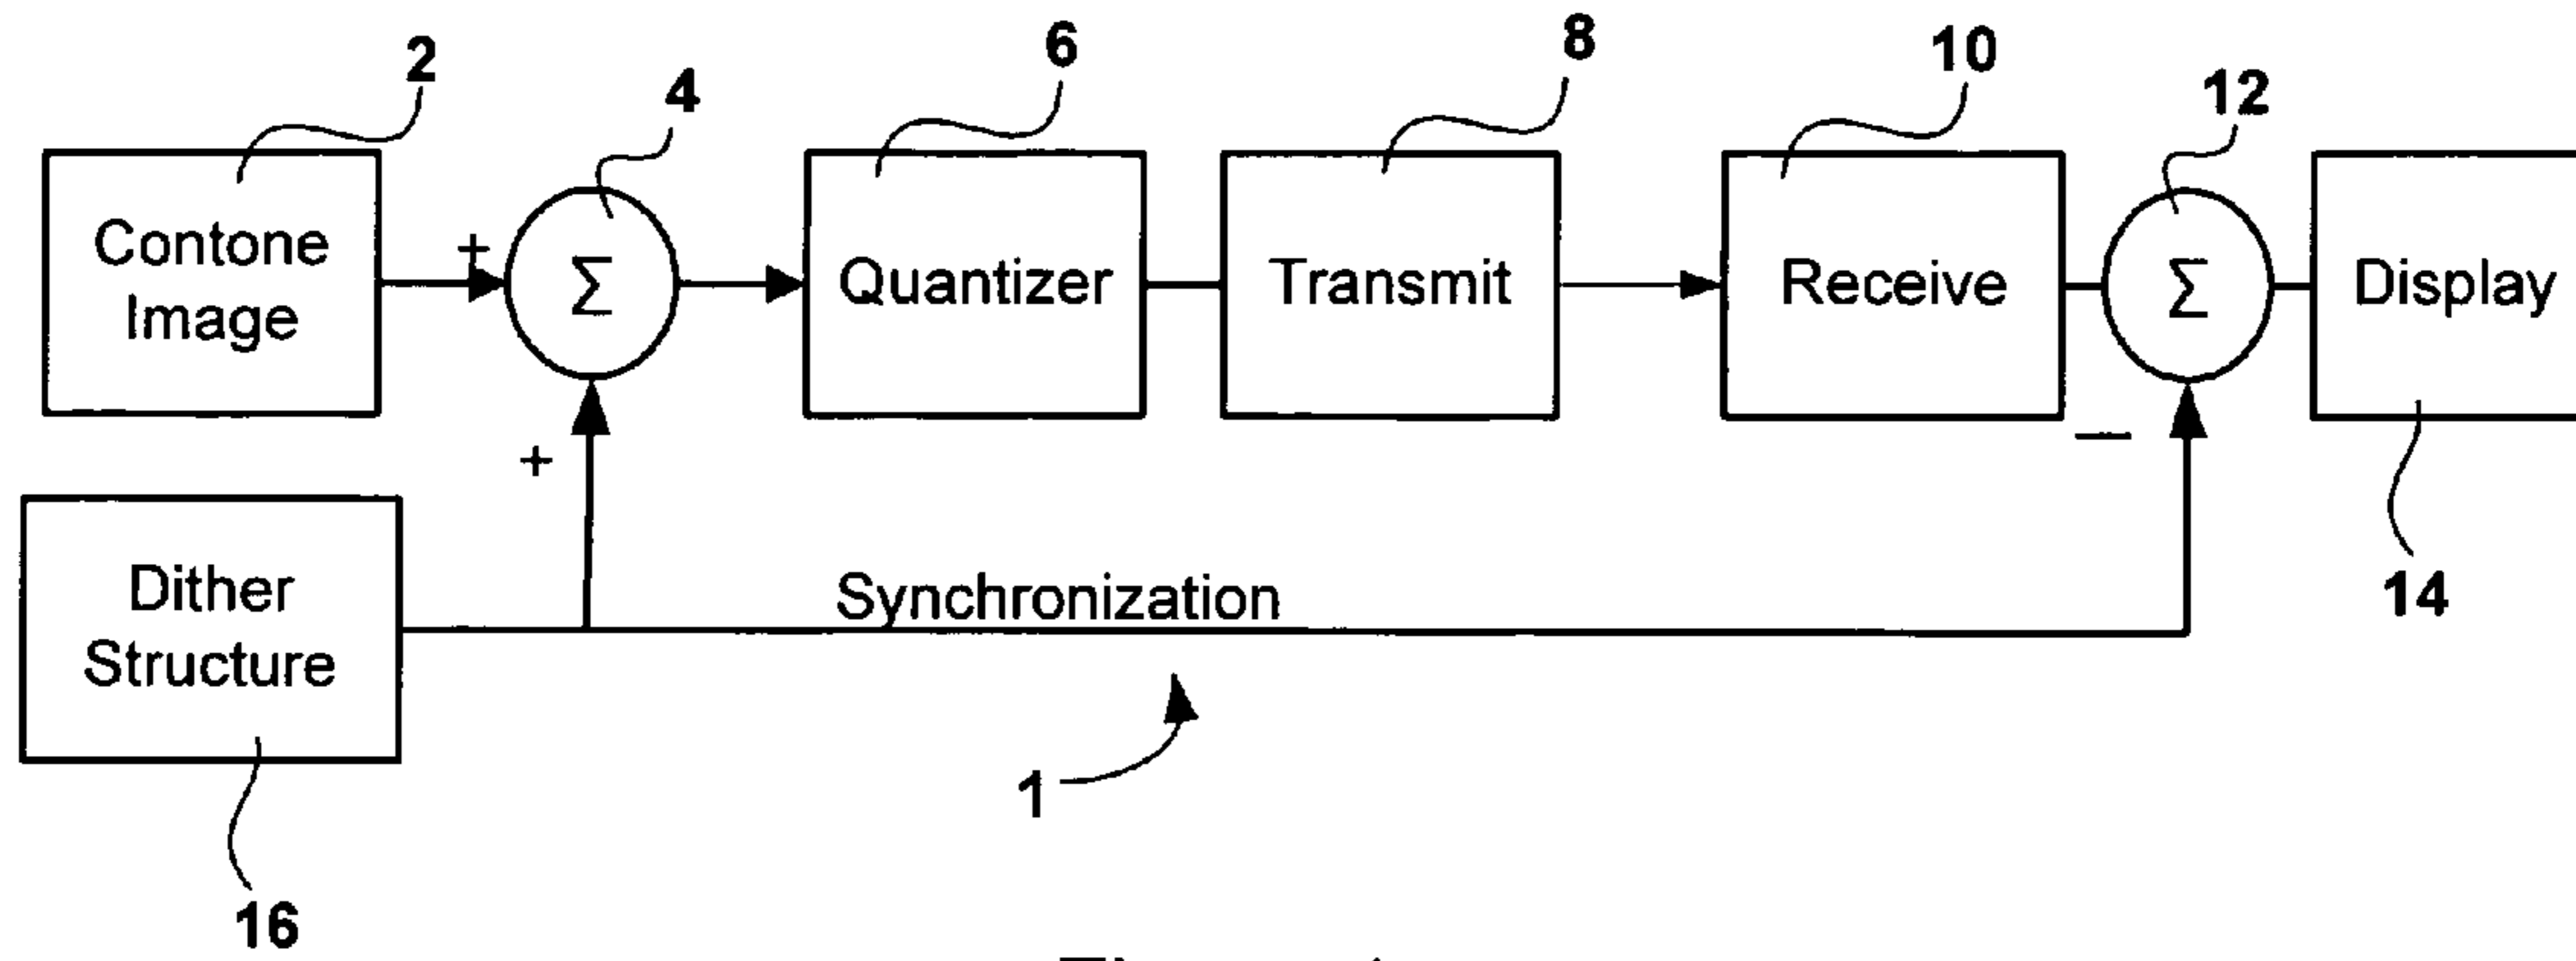 2
4
6
8
10
12
Contone
Image
+
Σ
Quantizer
Transmit
Receive
Σ
Display
+
—
Dither
Structure
Synchronization
14
1
16